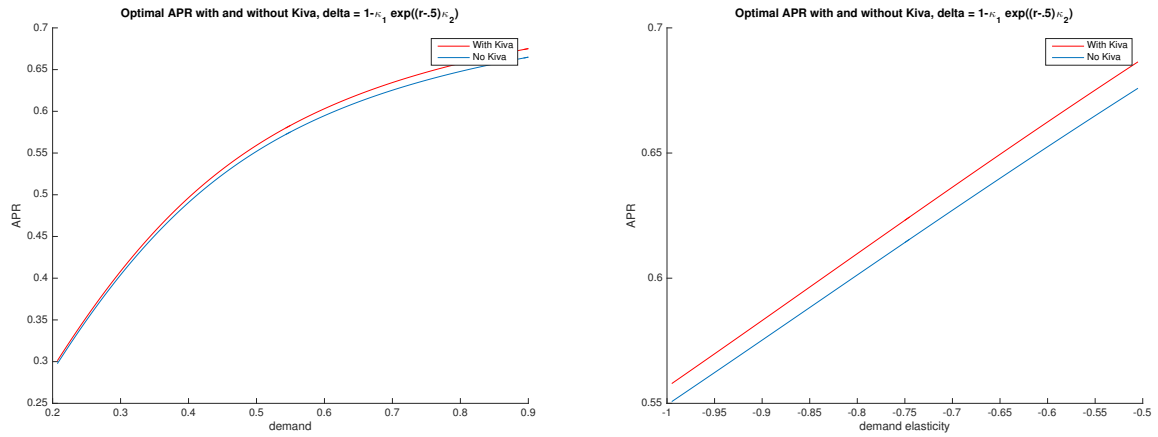 Optimal APR with and without Kiva, delta = 1-κ₁ exp((r-.5)κ₂)
0.7
0.65
0.6
0.55
0.5
0.45
0.4
0.35
0.3
0.25
APR
With Kiva
No Kiva
0.2 0.3 0.4 0.5 0.6 0.7 0.8 0.9
demand
Optimal APR with and without Kiva, delta = 1-κ₁ exp((r-.5)κ₂)
0.7
0.65
0.6
0.55
APR
With Kiva
No Kiva
-1 -0.95 -0.9 -0.85 -0.8 -0.75 -0.7 -0.65 -0.6 -0.55 -0.5
demand elasticity